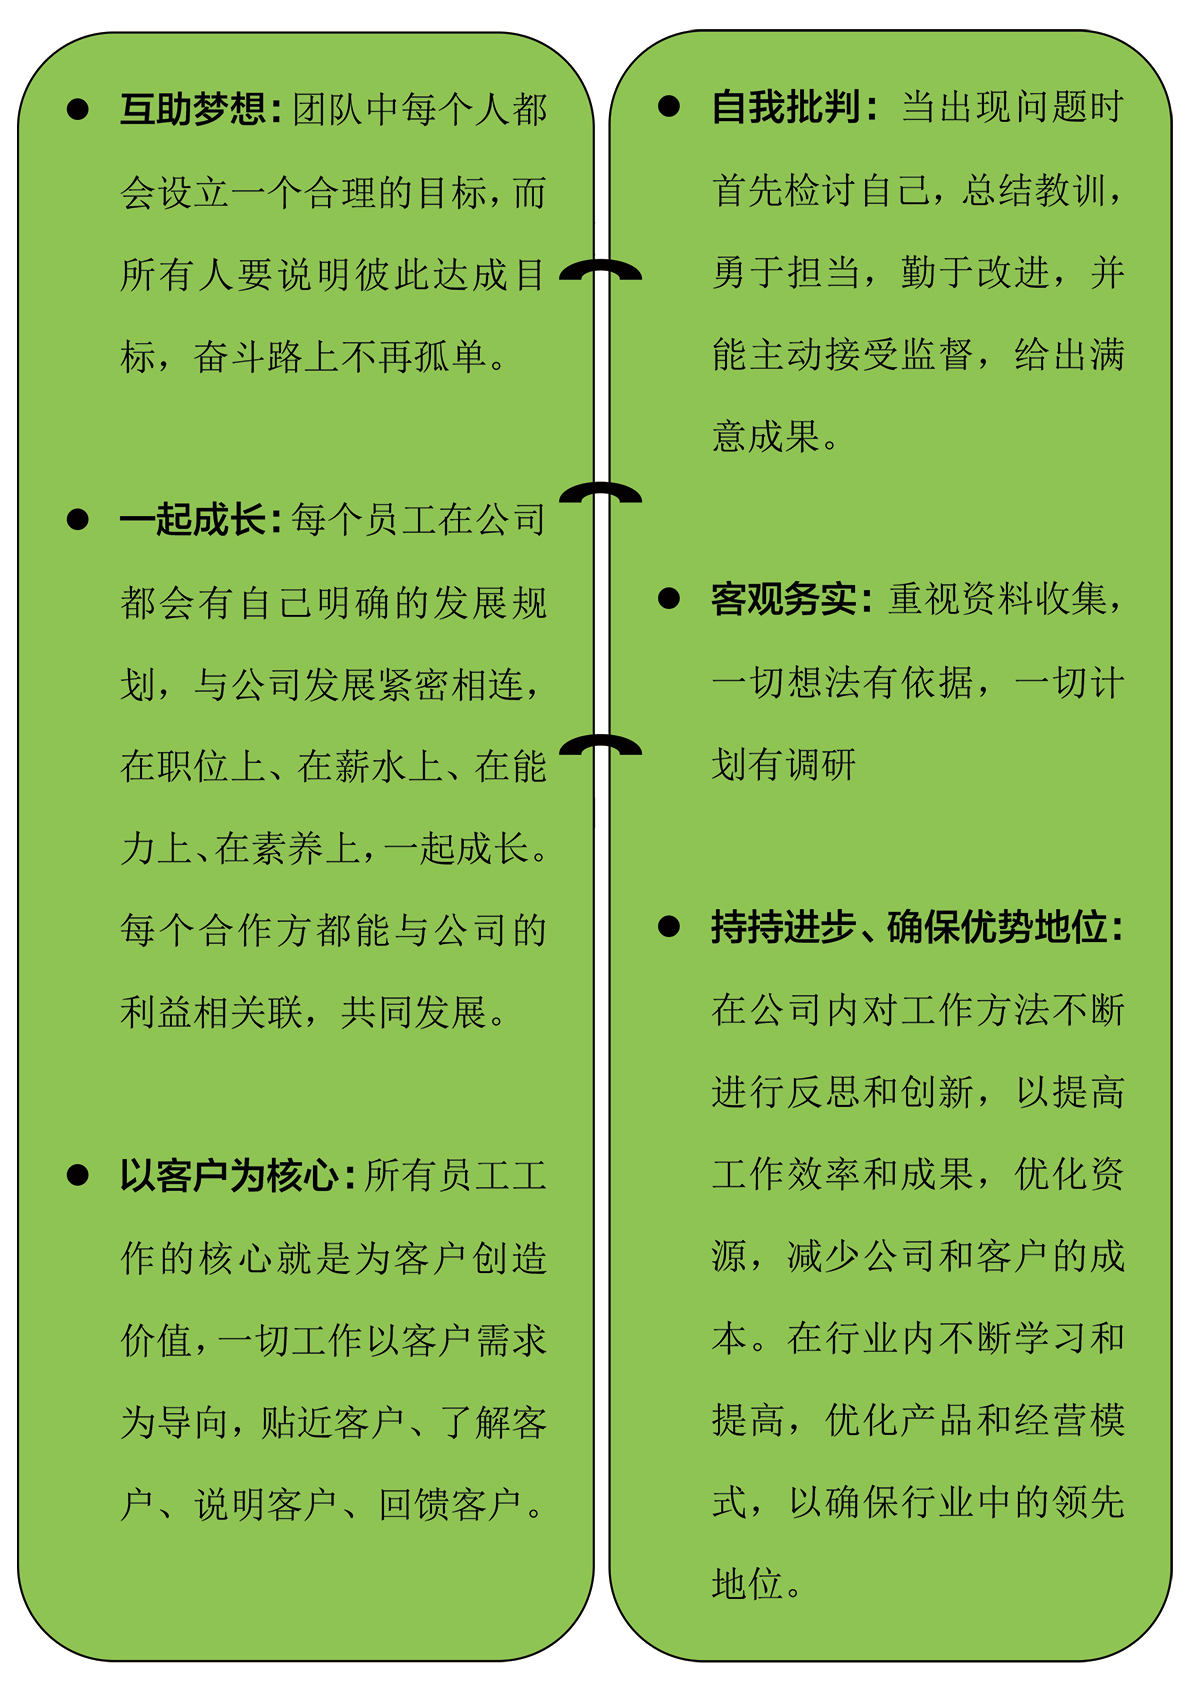 互助梦想：团队中每个人都
会设立一个合理的目标，而
所有人要说明彼此达成目
标，奋斗路上不再孤单。
一起成长：每个员工在公司
都会有自己明确的发展规
划，与公司发展紧密相连，
在职位上、在薪水上、在能
力上、在素养上，一起成长。
每个合作方都能与公司的
利益相关联，共同发展。
以客户为核心：所有员工工
作的核心就是为客户创造
价值，一切工作以客户需求
为导向，贴近客户、了解客
户、说明客户、回馈客户。
自我批判：当出现问题时
首先检讨自己，总结教训，
勇于担当，勤于改进，并
能主动接受监督，给出满
意成果。
客观务实：重视资料收集，
一切想法有依据，一切计
划有调研
持持进步、确保优势地位：
在公司内对工作方法不断
进行反思和创新，以提高
工作效率和成果，优化资
源，减少公司和客户的成
本。在行业内不断学习和
提高，优化产品和经营模
式，以确保行业中的领先
地位。